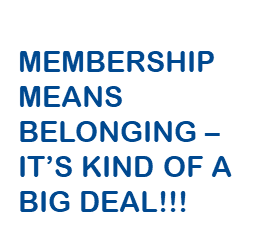 MEMBERSHIP
MEANS
BELONGING –
IT’S KIND OF A
BIG DEAL!!!